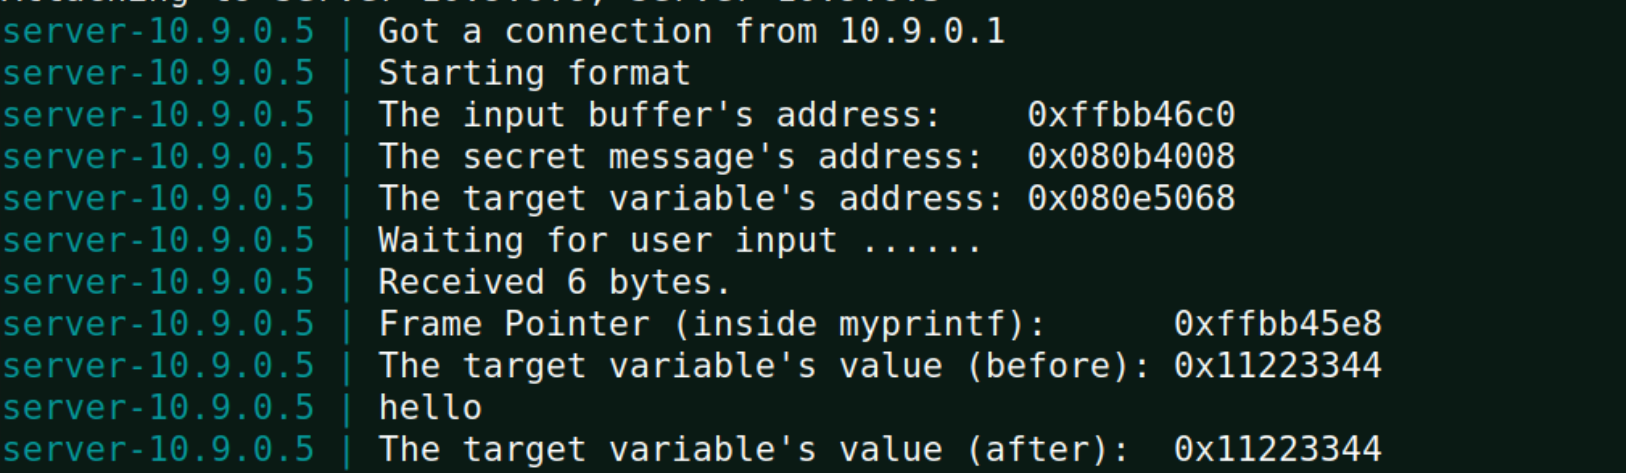 server-10.9.0.5 | Got a connection from 10.9.0.1
server-10.9.0.5 | Starting format
server-10.9.0.5 | The input buffer's address:    0xffbb46c0
server-10.9.0.5 | The secret message's address:  0x080b4008
server-10.9.0.5 | The target variable's address: 0x080e5068
server-10.9.0.5 | Waiting for user input ......
server-10.9.0.5 | Received 6 bytes.
server-10.9.0.5 | Frame Pointer (inside myprintf):      0xffbb45e8
server-10.9.0.5 | The target variable's value (before): 0x11223344
server-10.9.0.5 | hello
server-10.9.0.5 | The target variable's value (after):  0x11223344